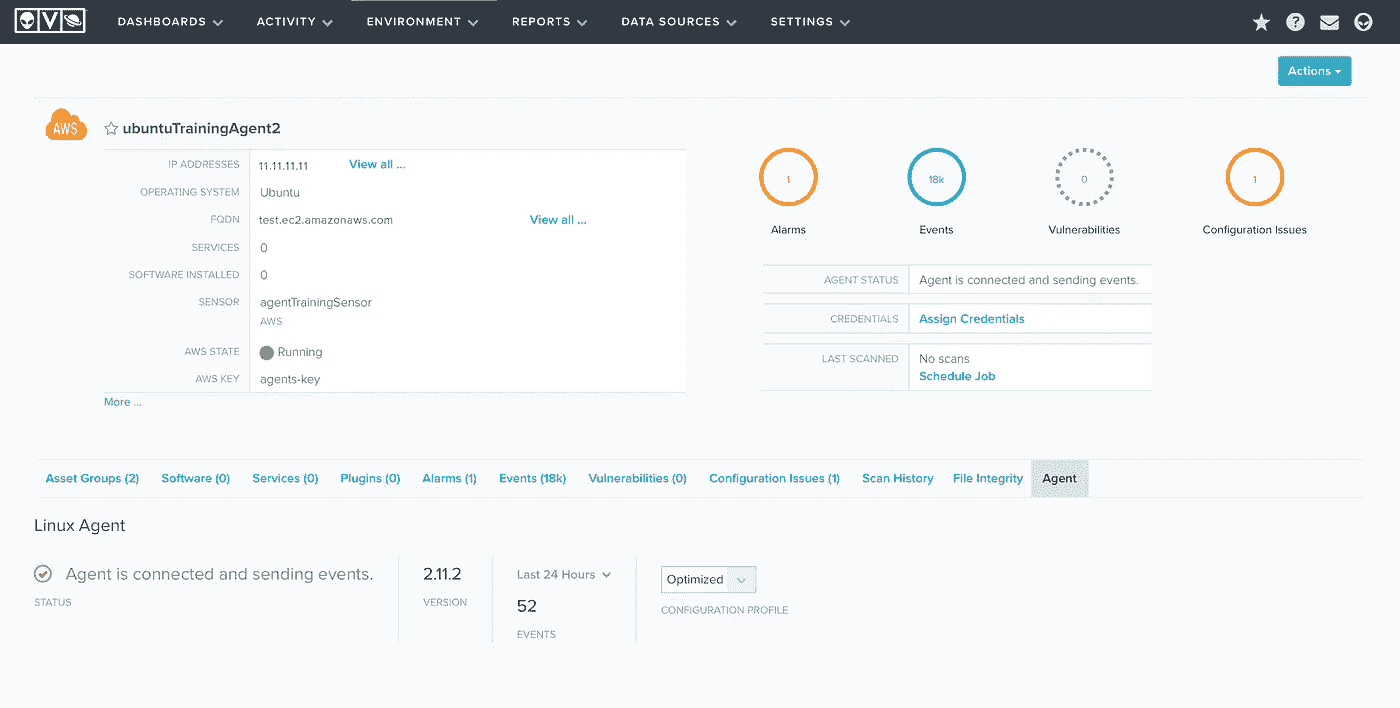 DASHBOARDS ACTIVITY ENVIRONMENT REPORTS DATA SOURCES SETTINGS
Actions
AWS
ubuntuTrainingAgent2
IP ADDRESSES 11.11.11.11 View all ...
OPERATING SYSTEM Ubuntu
FQDN test.ec2.amazonaws.com View all ...
SERVICES 0
SOFTWARE INSTALLED 0
SENSOR agentTrainingSensor
AWS
AWS STATE Running
AWS KEY agents-key
More ...
1 18k 0 1
Alarms Events Vulnerabilities Configuration Issues
AGENT STATUS Agent is connected and sending events.
CREDENTIALS Assign Credentials
LAST SCANNED No scans
Schedule Job
Asset Groups (2) Software (0) Services (0) Plugins (0) Alarms (1) Events (18k) Vulnerabilities (0) Configuration Issues (1) Scan History File Integrity Agent
Linux Agent
Agent is connected and sending events.
STATUS
2.11.2
VERSION
Last 24 Hours
52
EVENTS
Optimized
CONFIGURATION PROFILE